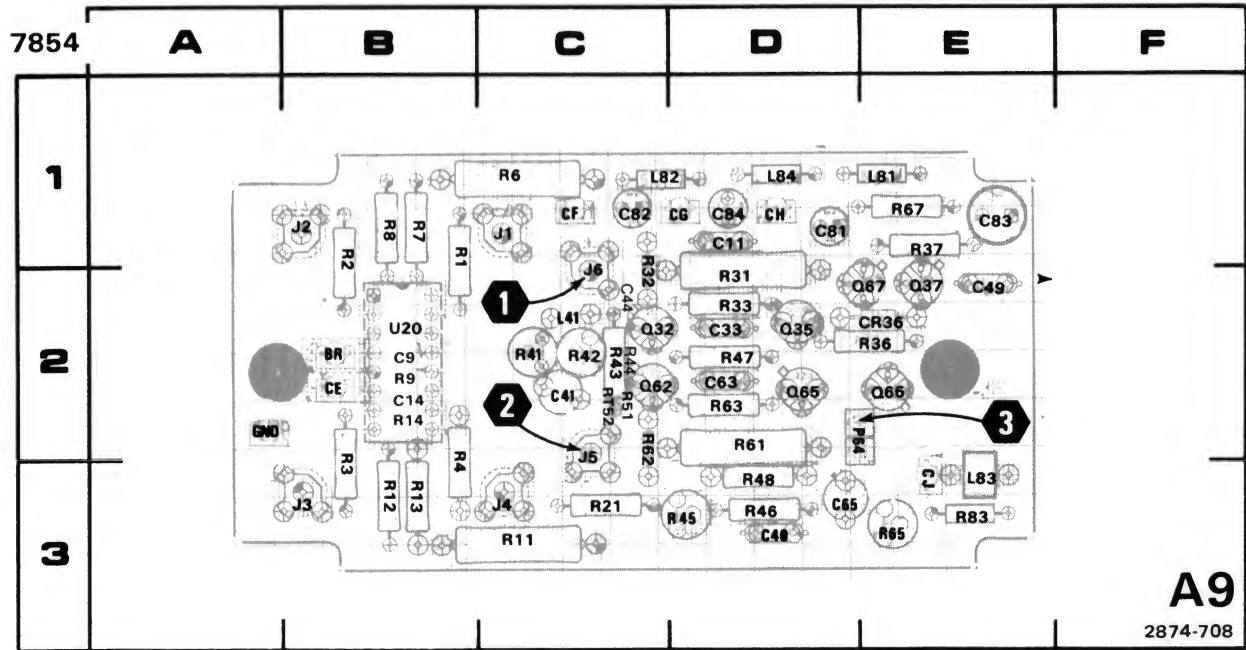 7854 A B C D E F
1
R6 L82 L84 L81
CF C82 CG C84 CH R67 C83
J2 R8 R7 J1 C81
R2 R1 C11 R37
J6 R32 R31 Q67 Q37 C49
1 C44 R33
L41 CR36
U20 Q32 C33 Q35 R36
2
BR C9 R41 R42 R43 R44 R47
CE R9 C41 Q62 C63 Q65 Q66
C14 2 RT52 R51 R63 3
GND R14 P64
R3 R4 J5 R62 R61
R12 R13 R48 CJ L83
J3 J4 R21 R45 R46 C65 R83
3
R11 C40 R65
A9
2874-708